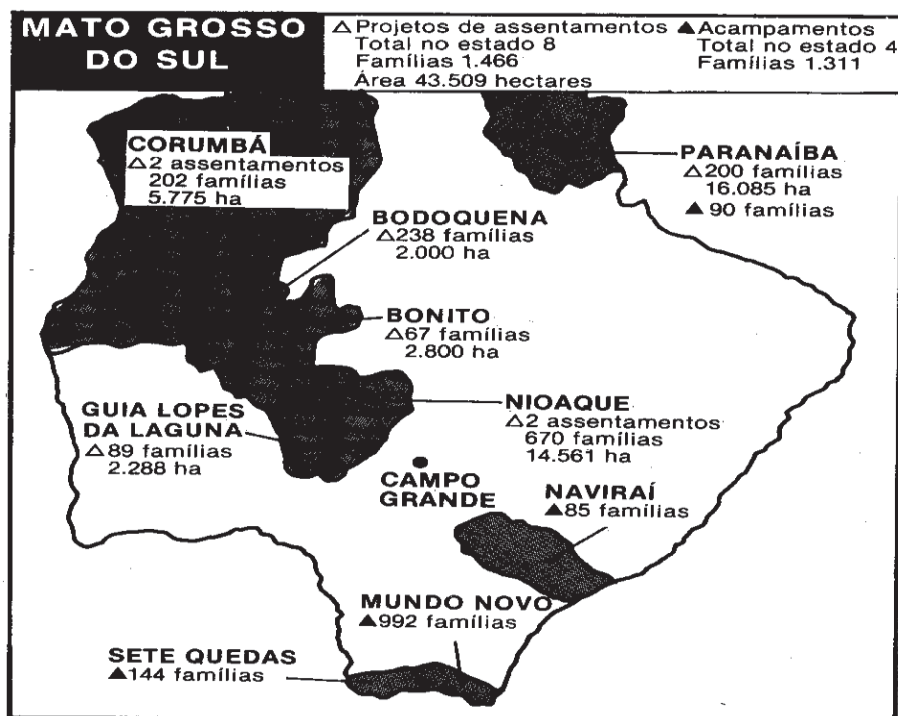 MATO GROSSO
DO SUL
△ Projetos de assentamentos
Total no estado 8
Famílias 1.466
Área 43.509 hectares
▲ Acampamentos
Total no estado 4
Famílias 1.311
CORUMBÁ
△2 assentamentos
202 famílias
5.775 ha
PARANAÍBA
△200 famílias
16.085 ha
▲90 famílias
BODOQUENA
△238 famílias
2.000 ha
BONITO
△67 famílias
2.800 ha
GUIA LOPES
DA LAGUNA
△89 famílias
2.288 ha
NIOAQUE
△2 assentamentos
670 famílias
14.561 ha
CAMPO
GRANDE
NAVIRAÍ
▲85 famílias
MUNDO NOVO
▲992 famílias
SETE QUEDAS
▲144 famílias